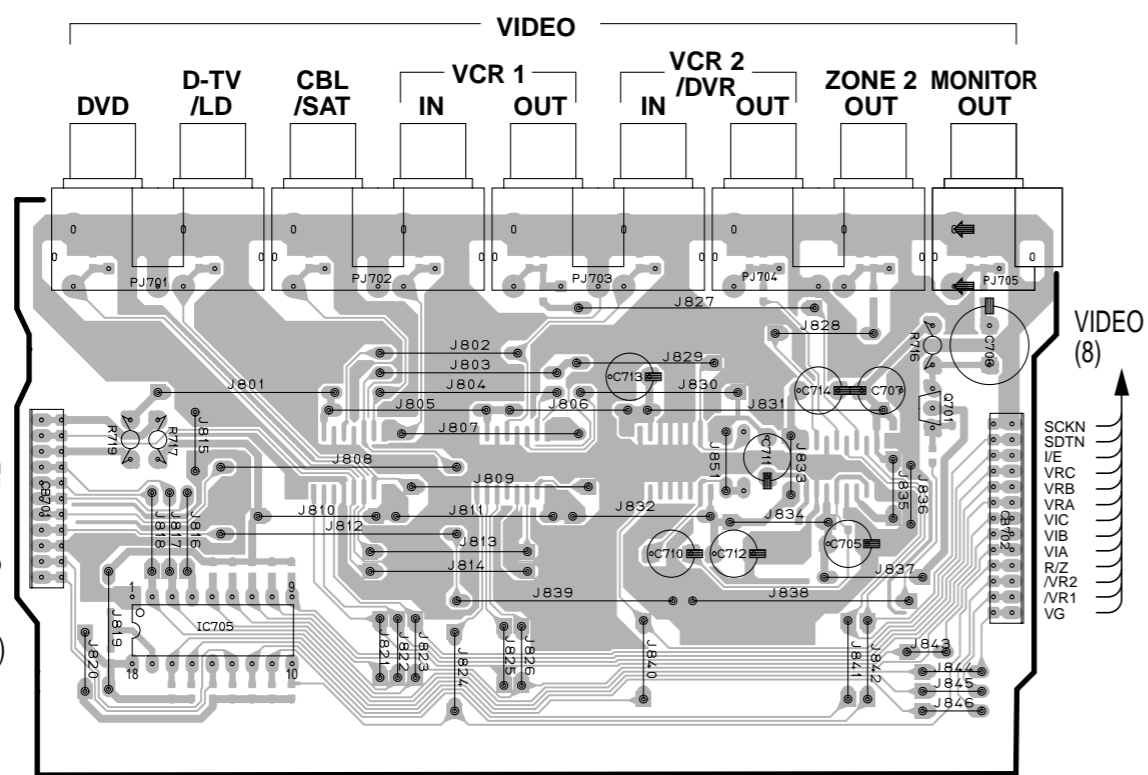 VIDEO
DVD
D-TV
/LD
CBL
/SAT
VCR 1
IN
OUT
VCR 2
/DVR
IN
OUT
ZONE 2
OUT
MONITOR
OUT
PJ701
PJ702
PJ703
PJ704
PJ705
J827
J828
R716
C708
VIDEO
(8)
J802
J803
J829
J801
J804
C713
J830
C714
C707
J805
J806
J831
Q701
J807
R719
R717
J815
J851
C711
J833
SCKN
SDTN
I/E
VRC
VRB
VRA
VIC
VIB
VIA
R/Z
/VR2
/VR1
VG
J808
J809
J835
J836
J810
J811
J832
J834
CB702
J812
J818
J817
J816
J813
J814
C710
C712
C705
J837
J839
J838
1
9
IC705
18
10
J819
J820
J821
J822
J823
J824
J825
J826
J840
J841
J842
J843
J844
J845
J846
)